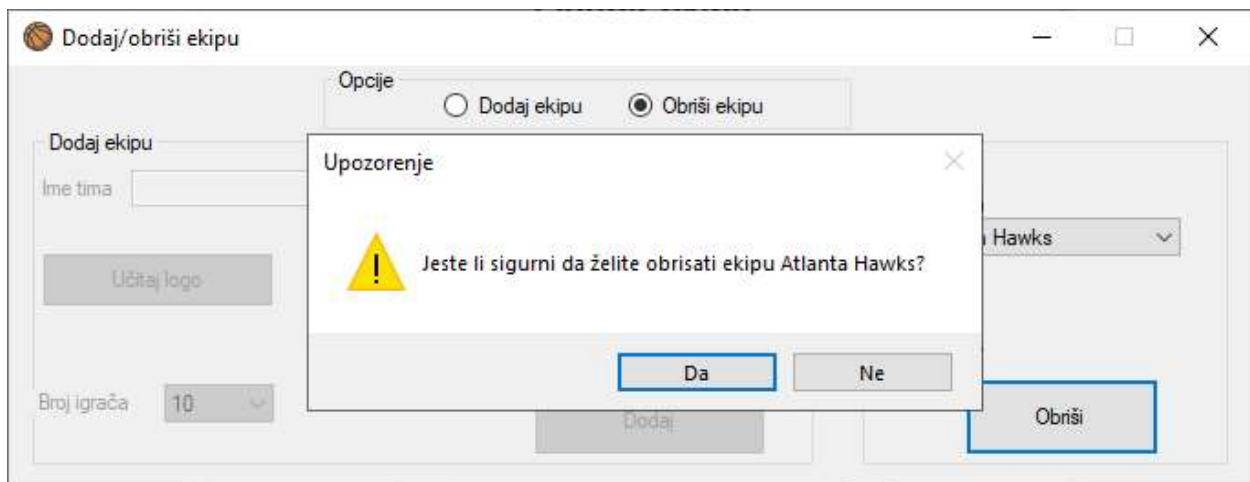 Dodaj/obriši ekipu
Opcije
Dodaj ekipu
Obriši ekipu
Dodaj ekipu
Ime tima
Upozorenje
Jeste li sigurni da želite obrisati ekipu Atlanta Hawks?
Hawks
Učitaj logo
Da
Ne
Broj igrača
10
Dodaj
Obriši